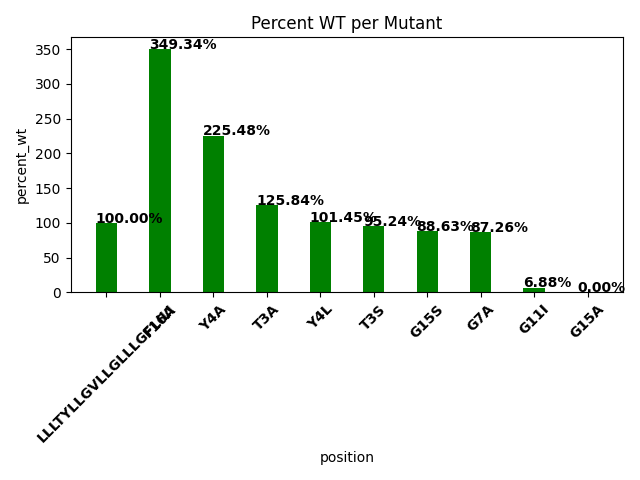 Percent WT per Mutant
percent_wt
350
300
250
200
150
100
50
0
100.00%
349.34%
225.48%
125.84%
101.45%
95.24%
88.63%
87.26%
6.88%
0.00%
F16A
Y4A
T3A
Y4L
T3S
G15S
G7A
G11I
G15A
position